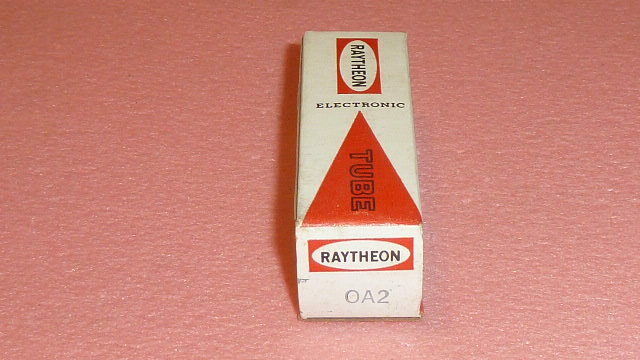 RAYTHEON
ELECTRONIC
TUBE
RAYTHEON
OA2